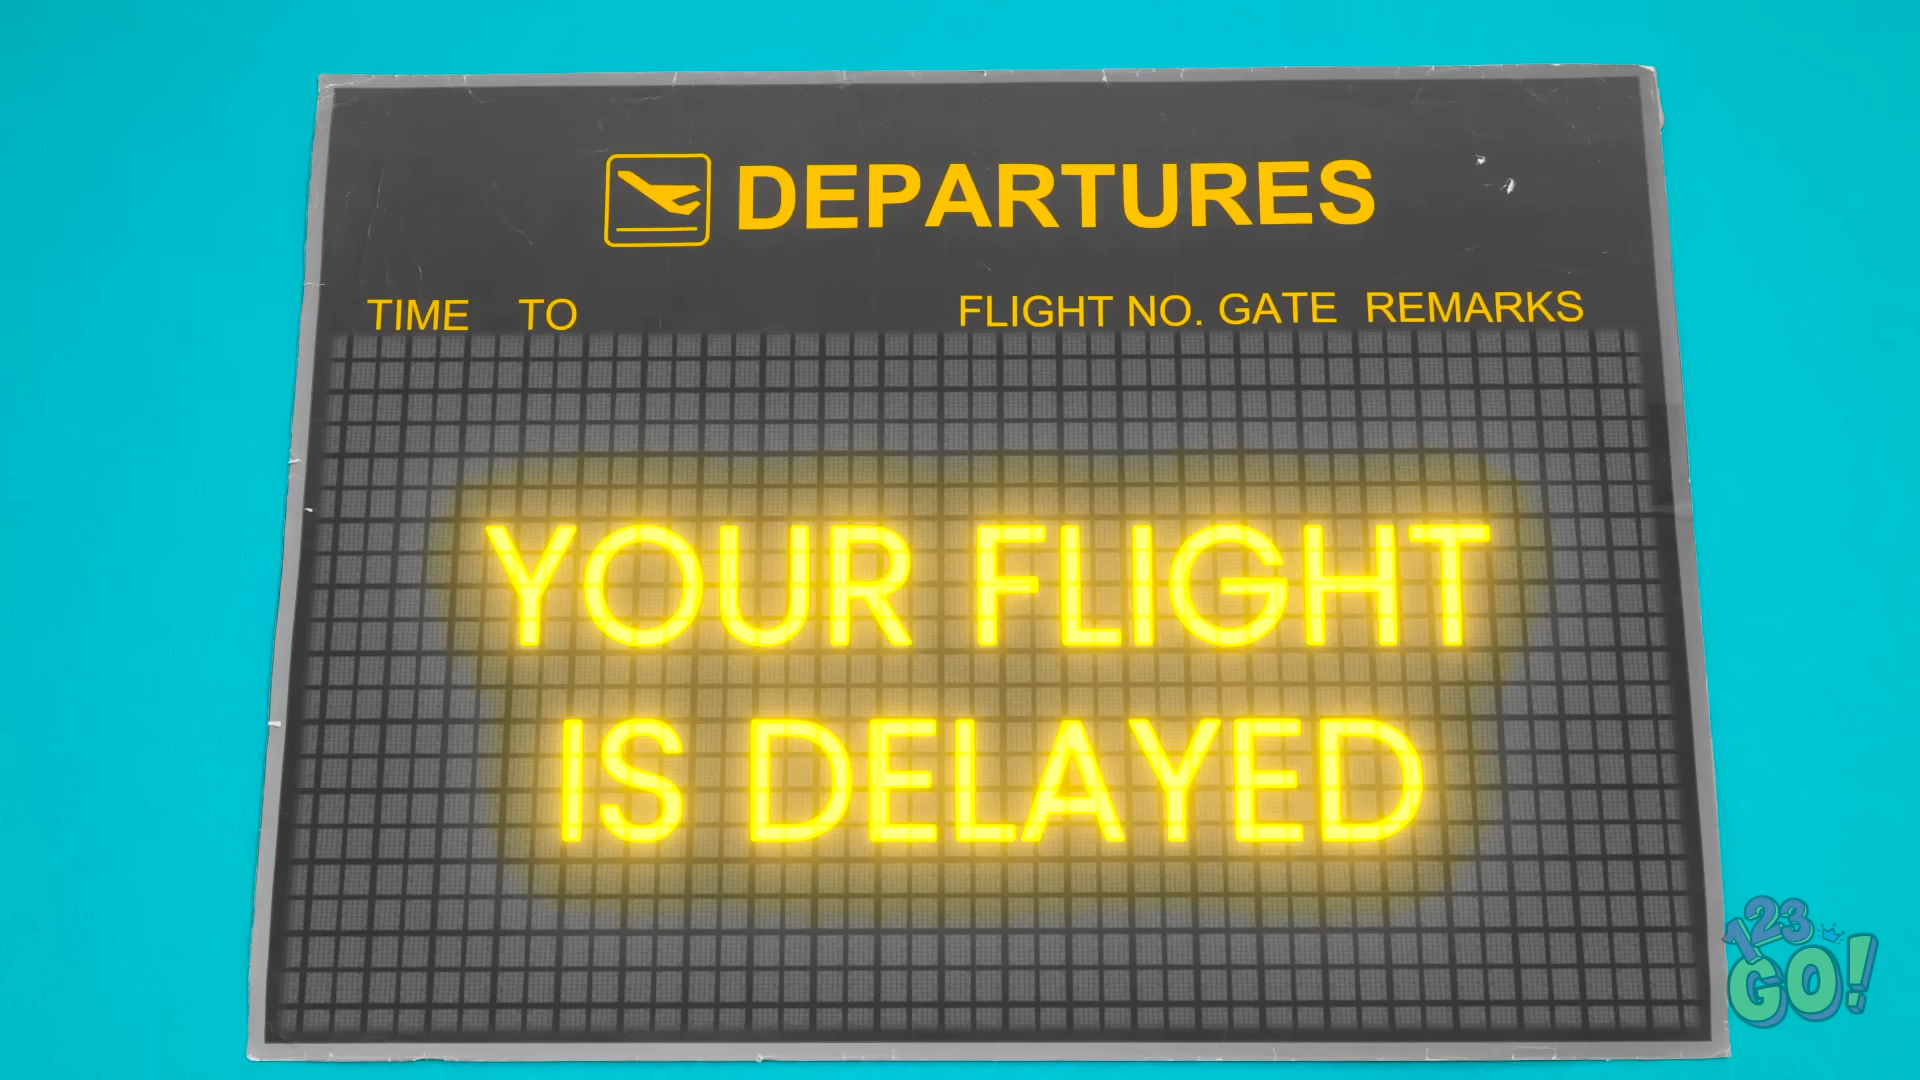 DEPARTURES
TIME TO FLIGHT NO. GATE REMARKS
YOUR FLIGHT
IS DELAYED
123
GO!